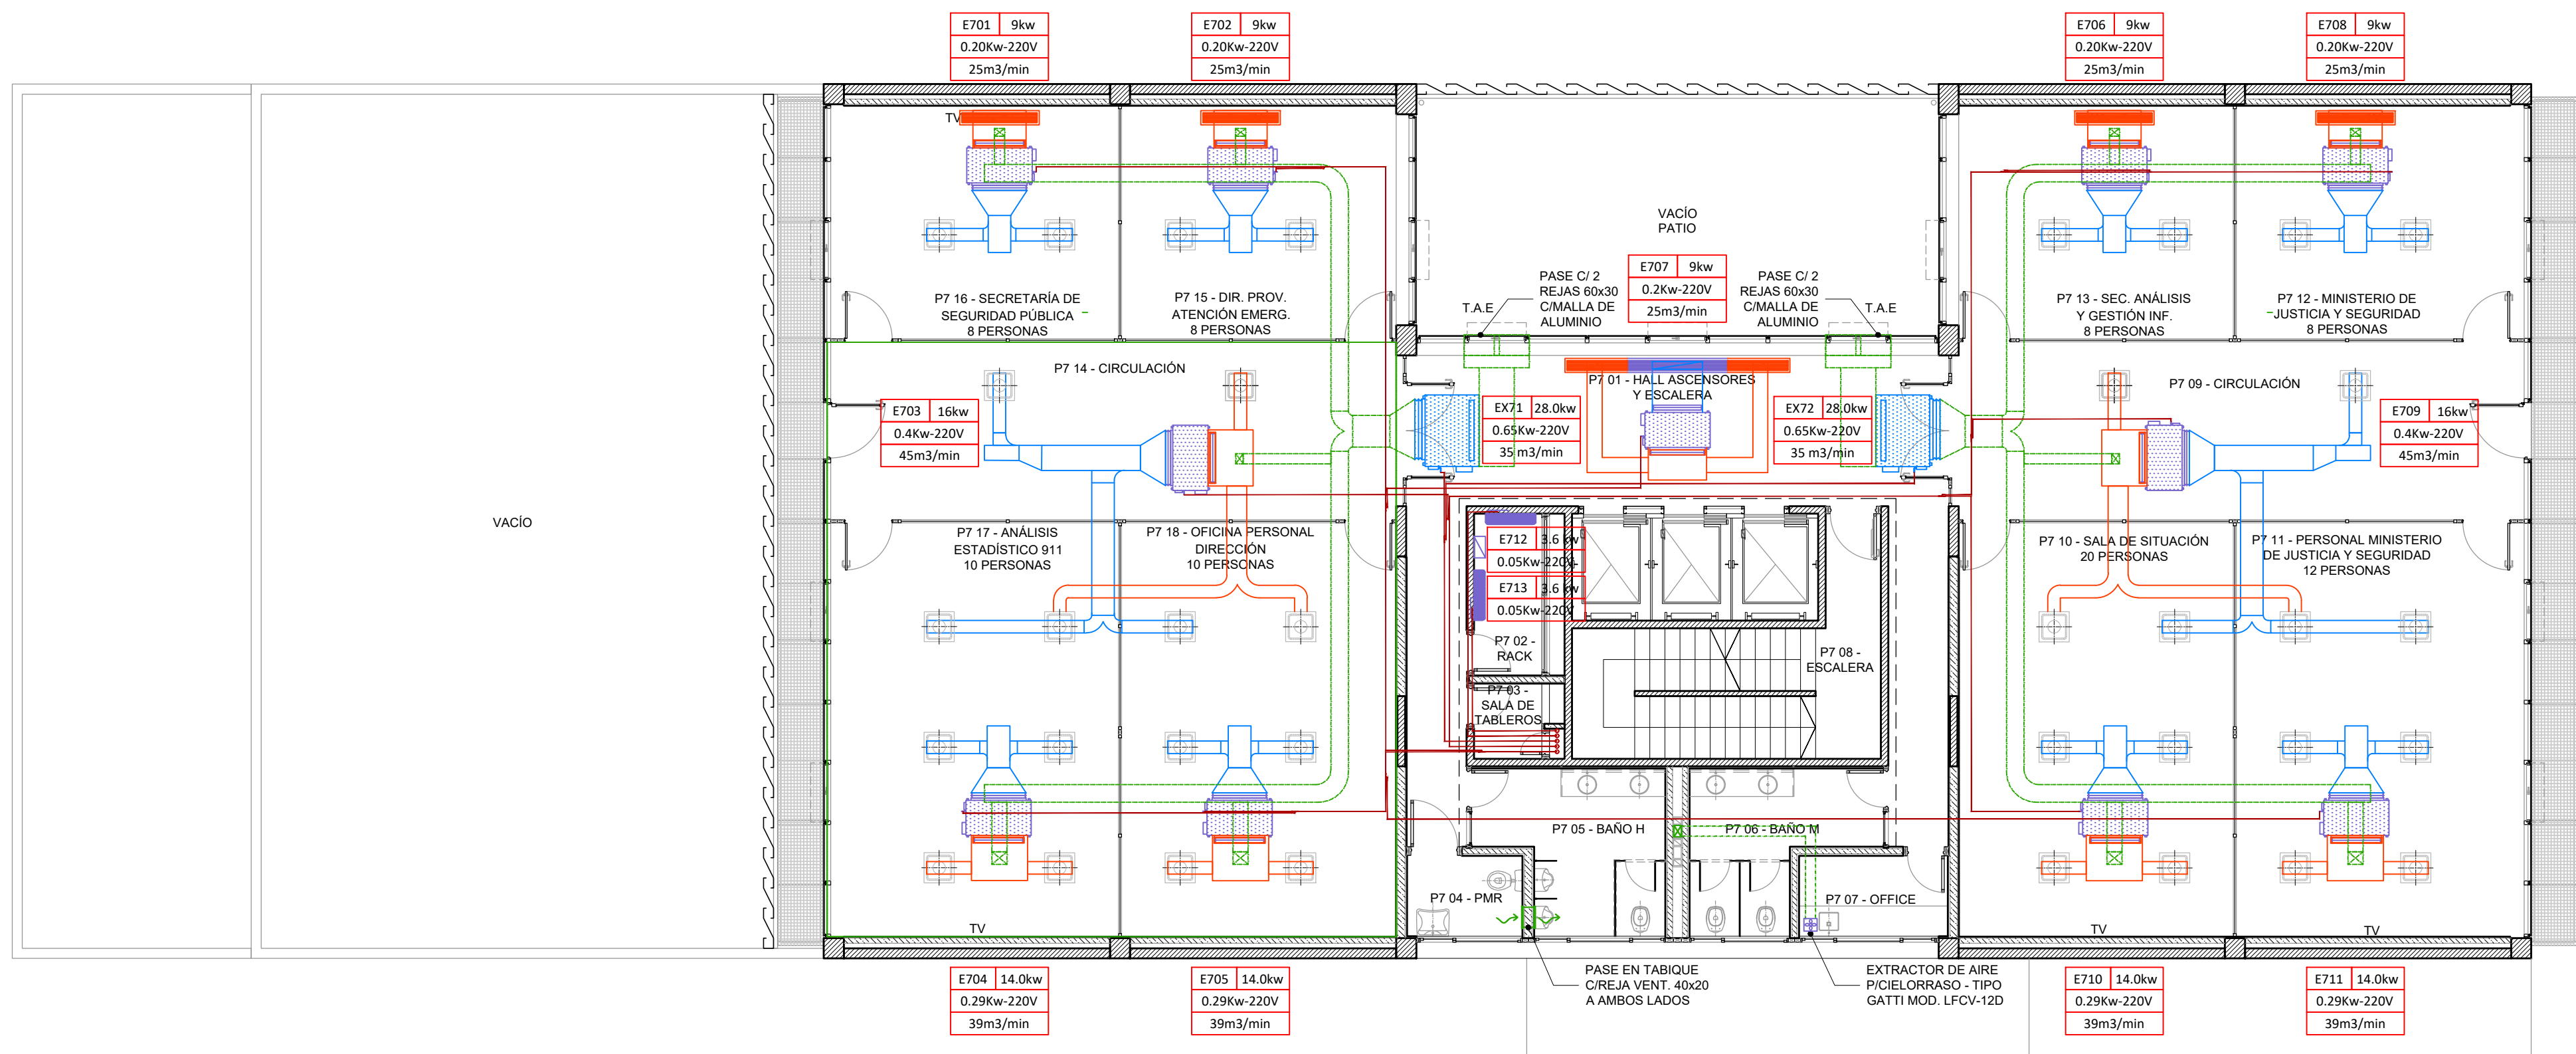 E701 9kw
0.20Kw-220V
25m3/min
E702 9kw
0.20Kw-220V
25m3/min
E706 9kw
0.20Kw-220V
25m3/min
E708 9kw
0.20Kw-220V
25m3/min
TV
P7 16 - SECRETARÍA DE
SEGURIDAD PÚBLICA
8 PERSONAS
P7 15 - DIR. PROV.
ATENCIÓN EMERG.
8 PERSONAS
VACÍO
PATIO
PASE C/ 2
REJAS 60x30
C/MALLA DE
ALUMINIO
T.A.E
E707 9kw
0.2Kw-220V
25m3/min
PASE C/ 2
REJAS 60x30
C/MALLA DE
ALUMINIO
T.A.E
P7 13 - SEC. ANÁLISIS
Y GESTIÓN INF.
8 PERSONAS
P7 12 - MINISTERIO DE
JUSTICIA Y SEGURIDAD
8 PERSONAS
P7 14 - CIRCULACIÓN
P7 01 - HALL ASCENSORES
Y ESCALERA
P7 09 - CIRCULACIÓN
E703 16kw
0.4Kw-220V
45m3/min
EX71 28.0kw
0.65Kw-220V
35 m3/min
EX72 28.0kw
0.65Kw-220V
35 m3/min
E709 16kw
0.4Kw-220V
45m3/min
VACÍO
P7 17 - ANÁLISIS
ESTADÍSTICO 911
10 PERSONAS
P7 18 - OFICINA PERSONAL
DIRECCIÓN
10 PERSONAS
E712 3.6 kw
0.05Kw-220V
E713 3.6 kw
0.05Kw-220V
P7 10 - SALA DE SITUACIÓN
20 PERSONAS
P7 11 - PERSONAL MINISTERIO
DE JUSTICIA Y SEGURIDAD
12 PERSONAS
P7 02 -
RACK
P7 08 -
ESCALERA
P7 03 -
SALA DE
TABLEROS
P7 05 - BAÑO H
P7 06 - BAÑO M
P7 04 - PMR
P7 07 - OFFICE
TV
TV
TV
E704 14.0kw
0.29Kw-220V
39m3/min
E705 14.0kw
0.29Kw-220V
39m3/min
PASE EN TABIQUE
C/REJA VENT. 40x20
A AMBOS LADOS
EXTRACTOR DE AIRE
P/CIELORRASO - TIPO
GATTI MOD. LFCV-12D
E710 14.0kw
0.29Kw-220V
39m3/min
E711 14.0kw
0.29Kw-220V
39m3/min